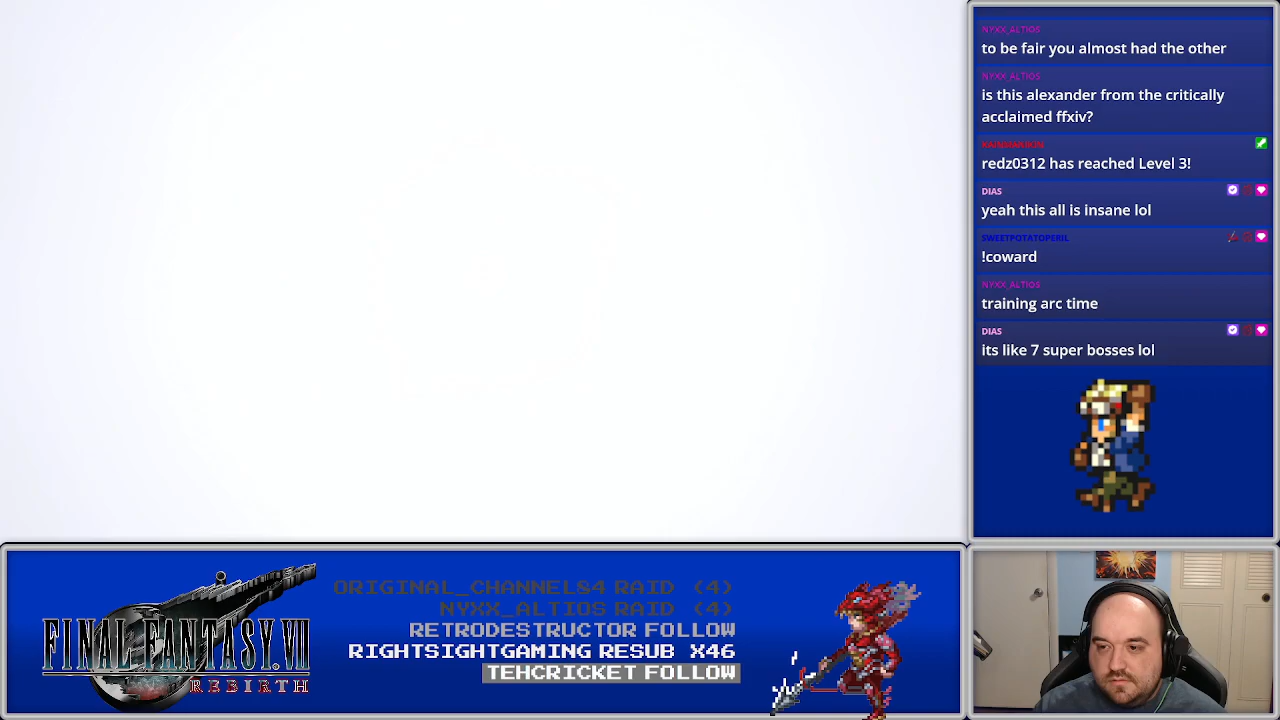 NYXX_ALTIOS
to be fair you almost had the other
NYXX_ALTIOS
is this alexander from the critically
acclaimed ffxiv?
redz0312 has reached Level 3!
DIAS
yeah this all is insane lol
SWEETPOTATOPERIL
!coward
NYXX_ALTIOS
training arc time
DIAS
its like 7 super bosses lol
ORIGINAL_CHANNEL84 RAID (4)
NYXX_ALTIOS RAID (4)
RETRODESTRUCTOR FOLLOW
RIGHTSIGHTGAMING RESUB X46
TEHCRICKET FOLLOW
FINAL FANTASY VII
REBIRTH